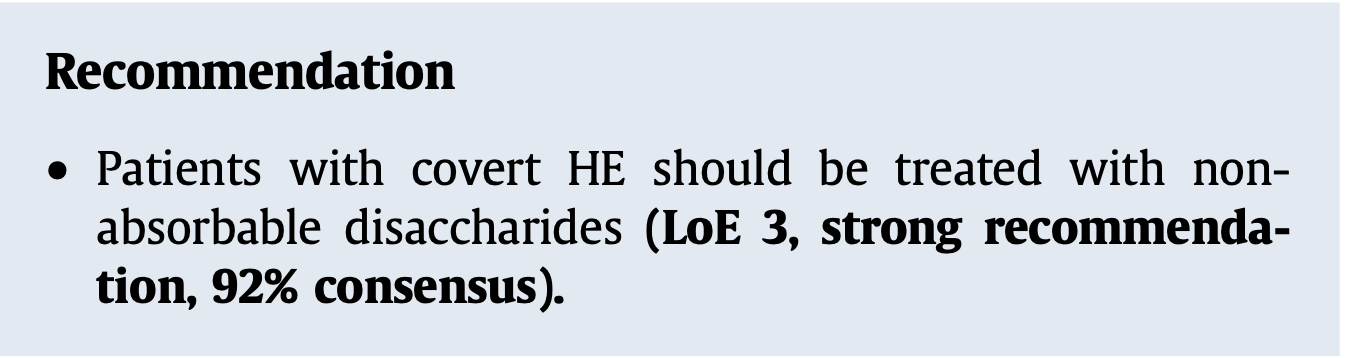 Recommendation
• Patients with covert HE should be treated with non-
absorbable disaccharides (LoE 3, strong recommenda-
tion, 92% consensus).